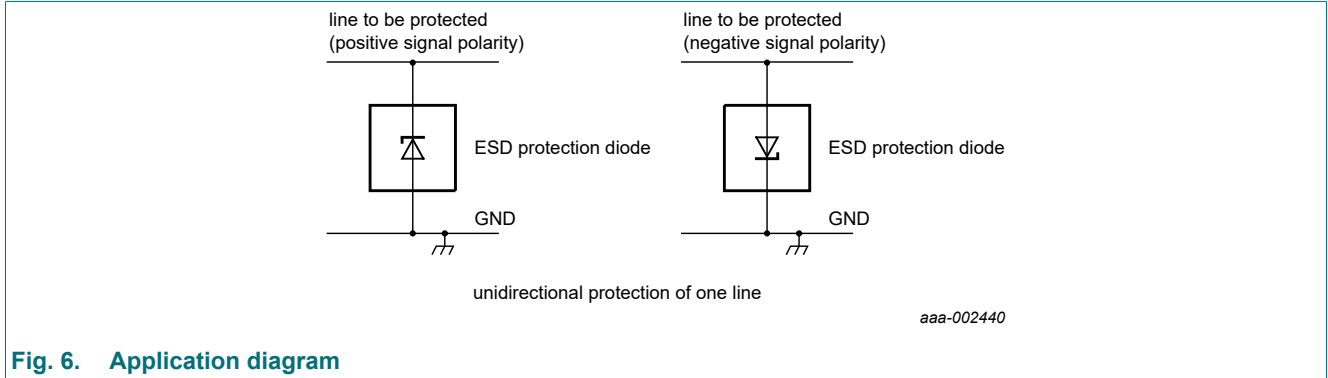 line to be protected
(positive signal polarity)
ESD protection diode
GND
line to be protected
(negative signal polarity)
ESD protection diode
GND
unidirectional protection of one line
aaa-002440
Fig. 6. Application diagram